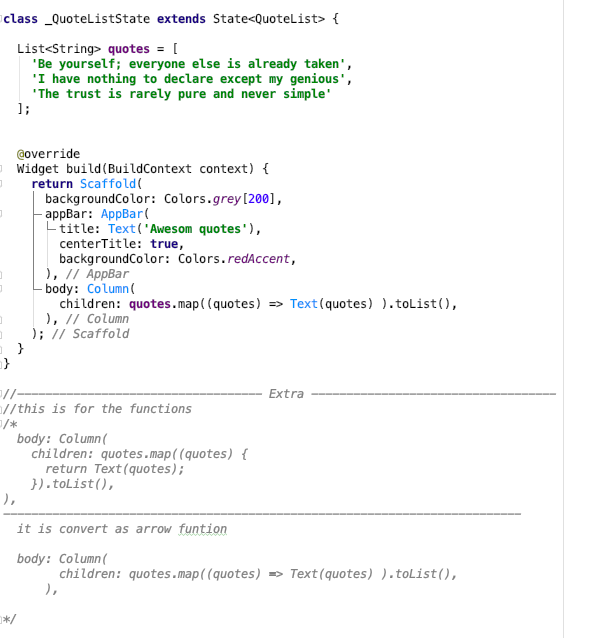 class _QuoteListState extends State<QuoteList> {
List<String> quotes = [
'Be yourself; everyone else is already taken',
'I have nothing to declare except my genious',
'The trust is rarely pure and never simple'
];
@override
Widget build(BuildContext context) {
return Scaffold(
backgroundColor: Colors.grey[200],
appBar: AppBar(
title: Text('Awesom quotes'),
centerTitle: true,
backgroundColor: Colors.redAccent,
), // AppBar
body: Column(
children: quotes.map((quotes) => Text(quotes) ).toList(),
), // Column
); // Scaffold
}
}
//----------------------------------- Extra -----------------------------------
//this is for the functions
/*
body: Column(
children: quotes.map((quotes) {
return Text(quotes);
}).toList(),
),
--------------------------------------------------------------------------
it is convert as arrow funtion
body: Column(
children: quotes.map((quotes) => Text(quotes) ).toList(),
),
*/